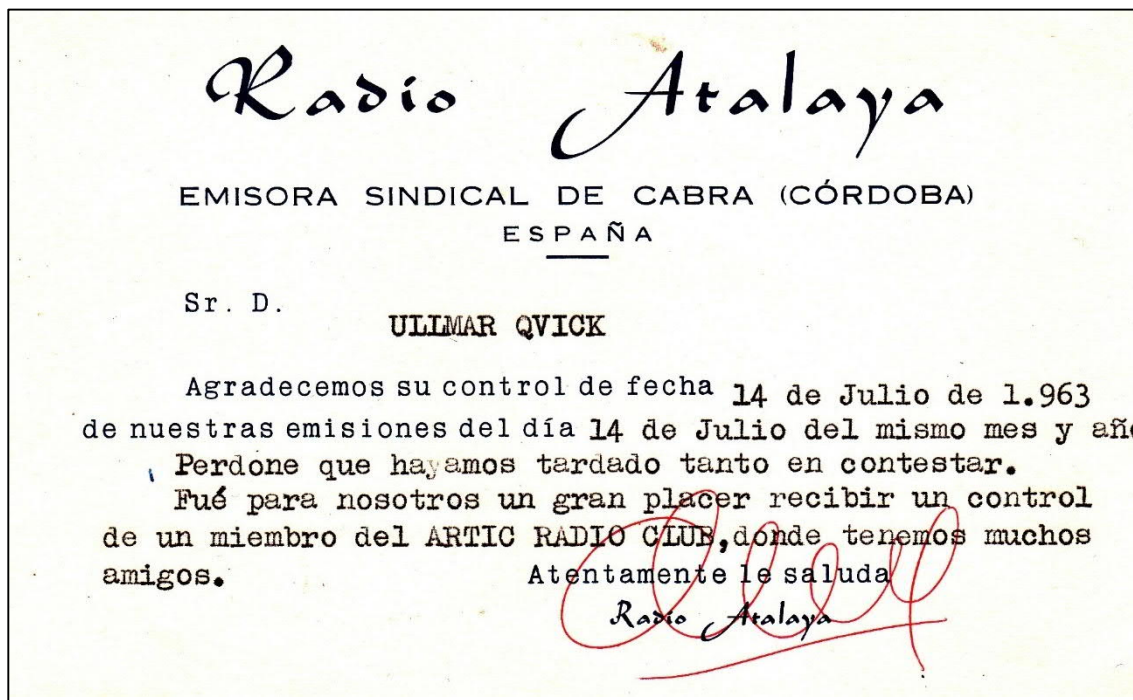 Radio Atalaya
EMISORA SINDICAL DE CABRA (CÓRDOBA)
ESPAÑA
Sr. D.
ULLMAR QVICK
Agradecemos su control de fecha 14 de Julio de 1.963
de nuestras emisiones del día 14 de Julio del mismo mes y año
Perdone que hayamos tardado tanto en contestar.
Fué para nosotros un gran placer recibir un control
de un miembro del ARTIC RADIO CLUB,donde tenemos muchos
amigos. Atentamente le saluda
Radio Atalaya